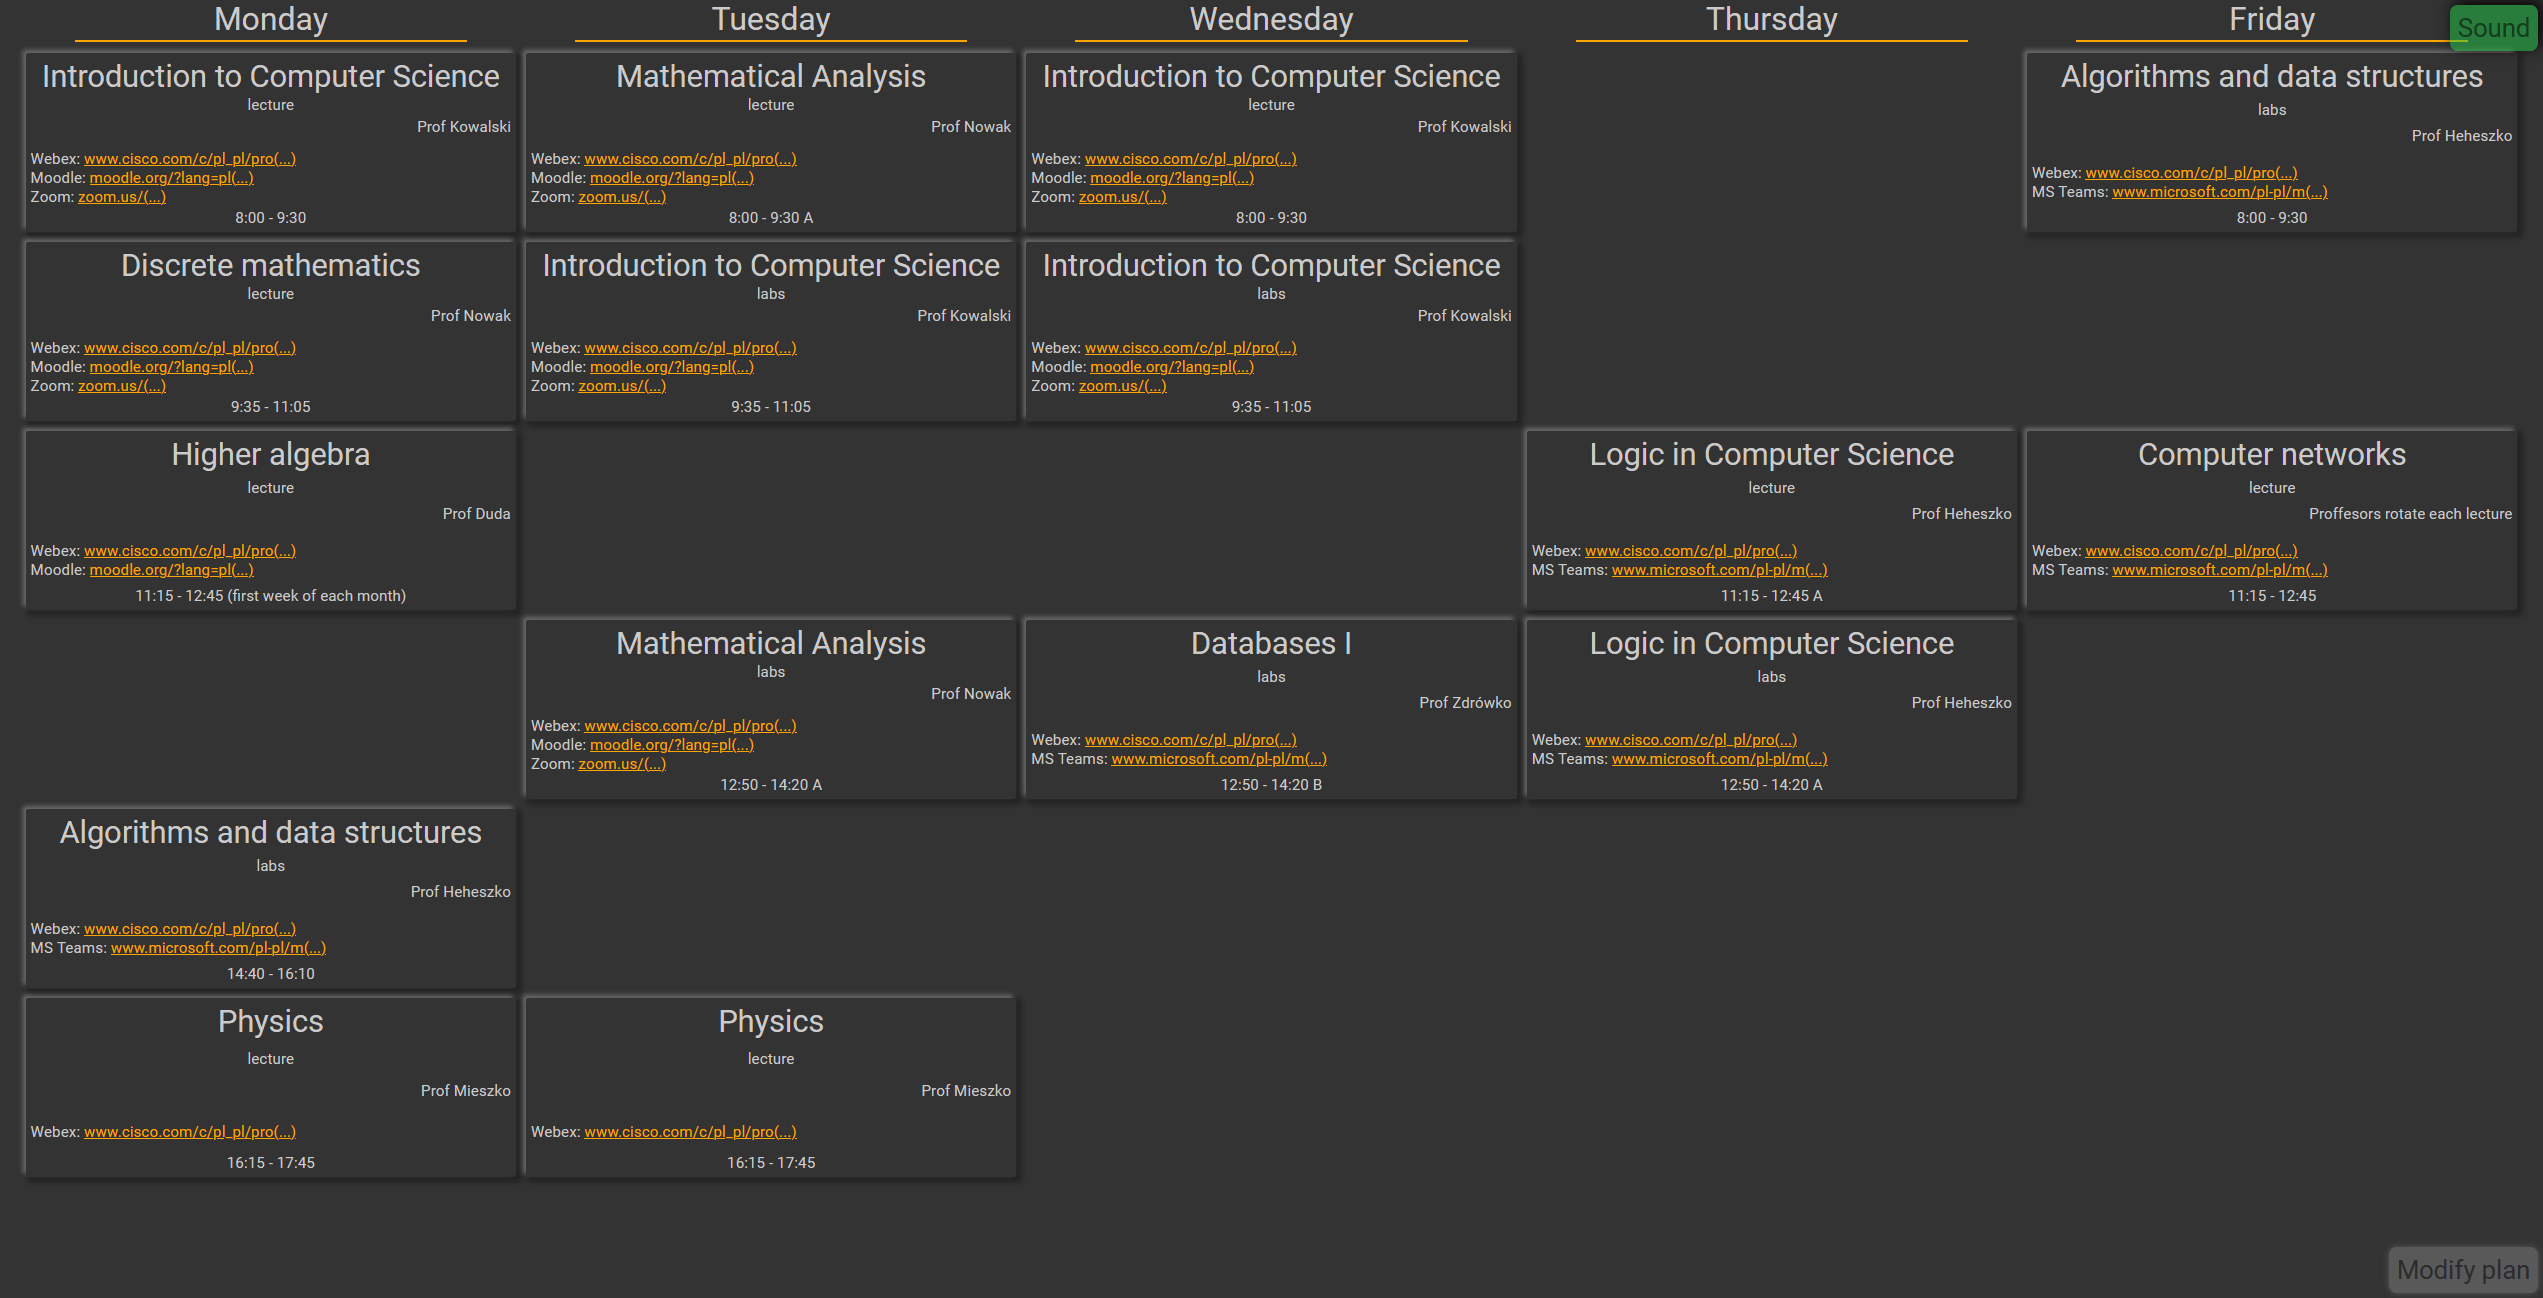 Monday
Tuesday
Wednesday
Thursday
Friday
Sound
Introduction to Computer Science
lecture
Prof Kowalski
Webex: www.cisco.com/c/pl_pl/pro(...)
Moodle: moodle.org/?lang=pl(...)
Zoom: zoom.us/(...)
8:00 - 9:30
Mathematical Analysis
lecture
Prof Nowak
Webex: www.cisco.com/c/pl_pl/pro(...)
Moodle: moodle.org/?lang=pl(...)
Zoom: zoom.us/(...)
8:00 - 9:30 A
Introduction to Computer Science
lecture
Prof Kowalski
Webex: www.cisco.com/c/pl_pl/pro(...)
Moodle: moodle.org/?lang=pl(...)
Zoom: zoom.us/(...)
8:00 - 9:30
Algorithms and data structures
labs
Prof Heheszko
Webex: www.cisco.com/c/pl_pl/pro(...)
MS Teams: www.microsoft.com/pl-pl/m(...)
8:00 - 9:30
Discrete mathematics
lecture
Prof Nowak
Webex: www.cisco.com/c/pl_pl/pro(...)
Moodle: moodle.org/?lang=pl(...)
Zoom: zoom.us/(...)
9:35 - 11:05
Introduction to Computer Science
labs
Prof Kowalski
Webex: www.cisco.com/c/pl_pl/pro(...)
Moodle: moodle.org/?lang=pl(...)
Zoom: zoom.us/(...)
9:35 - 11:05
Introduction to Computer Science
labs
Prof Kowalski
Webex: www.cisco.com/c/pl_pl/pro(...)
Moodle: moodle.org/?lang=pl(...)
Zoom: zoom.us/(...)
9:35 - 11:05
Higher algebra
lecture
Prof Duda
Webex: www.cisco.com/c/pl_pl/pro(...)
Moodle: moodle.org/?lang=pl(...)
11:15 - 12:45 (first week of each month)
Logic in Computer Science
lecture
Prof Heheszko
Webex: www.cisco.com/c/pl_pl/pro(...)
MS Teams: www.microsoft.com/pl-pl/m(...)
11:15 - 12:45 A
Computer networks
lecture
Proffesors rotate each lecture
Webex: www.cisco.com/c/pl_pl/pro(...)
MS Teams: www.microsoft.com/pl-pl/m(...)
11:15 - 12:45
Mathematical Analysis
labs
Prof Nowak
Webex: www.cisco.com/c/pl_pl/pro(...)
Moodle: moodle.org/?lang=pl(...)
Zoom: zoom.us/(...)
12:50 - 14:20 A
Databases I
labs
Prof Zdrówko
Webex: www.cisco.com/c/pl_pl/pro(...)
MS Teams: www.microsoft.com/pl-pl/m(...)
12:50 - 14:20 B
Logic in Computer Science
labs
Prof Heheszko
Webex: www.cisco.com/c/pl_pl/pro(...)
MS Teams: www.microsoft.com/pl-pl/m(...)
12:50 - 14:20 A
Algorithms and data structures
labs
Prof Heheszko
Webex: www.cisco.com/c/pl_pl/pro(...)
MS Teams: www.microsoft.com/pl-pl/m(...)
14:40 - 16:10
Physics
lecture
Prof Mieszko
Webex: www.cisco.com/c/pl_pl/pro(...)
16:15 - 17:45
Physics
lecture
Prof Mieszko
Webex: www.cisco.com/c/pl_pl/pro(...)
16:15 - 17:45
Modify plan